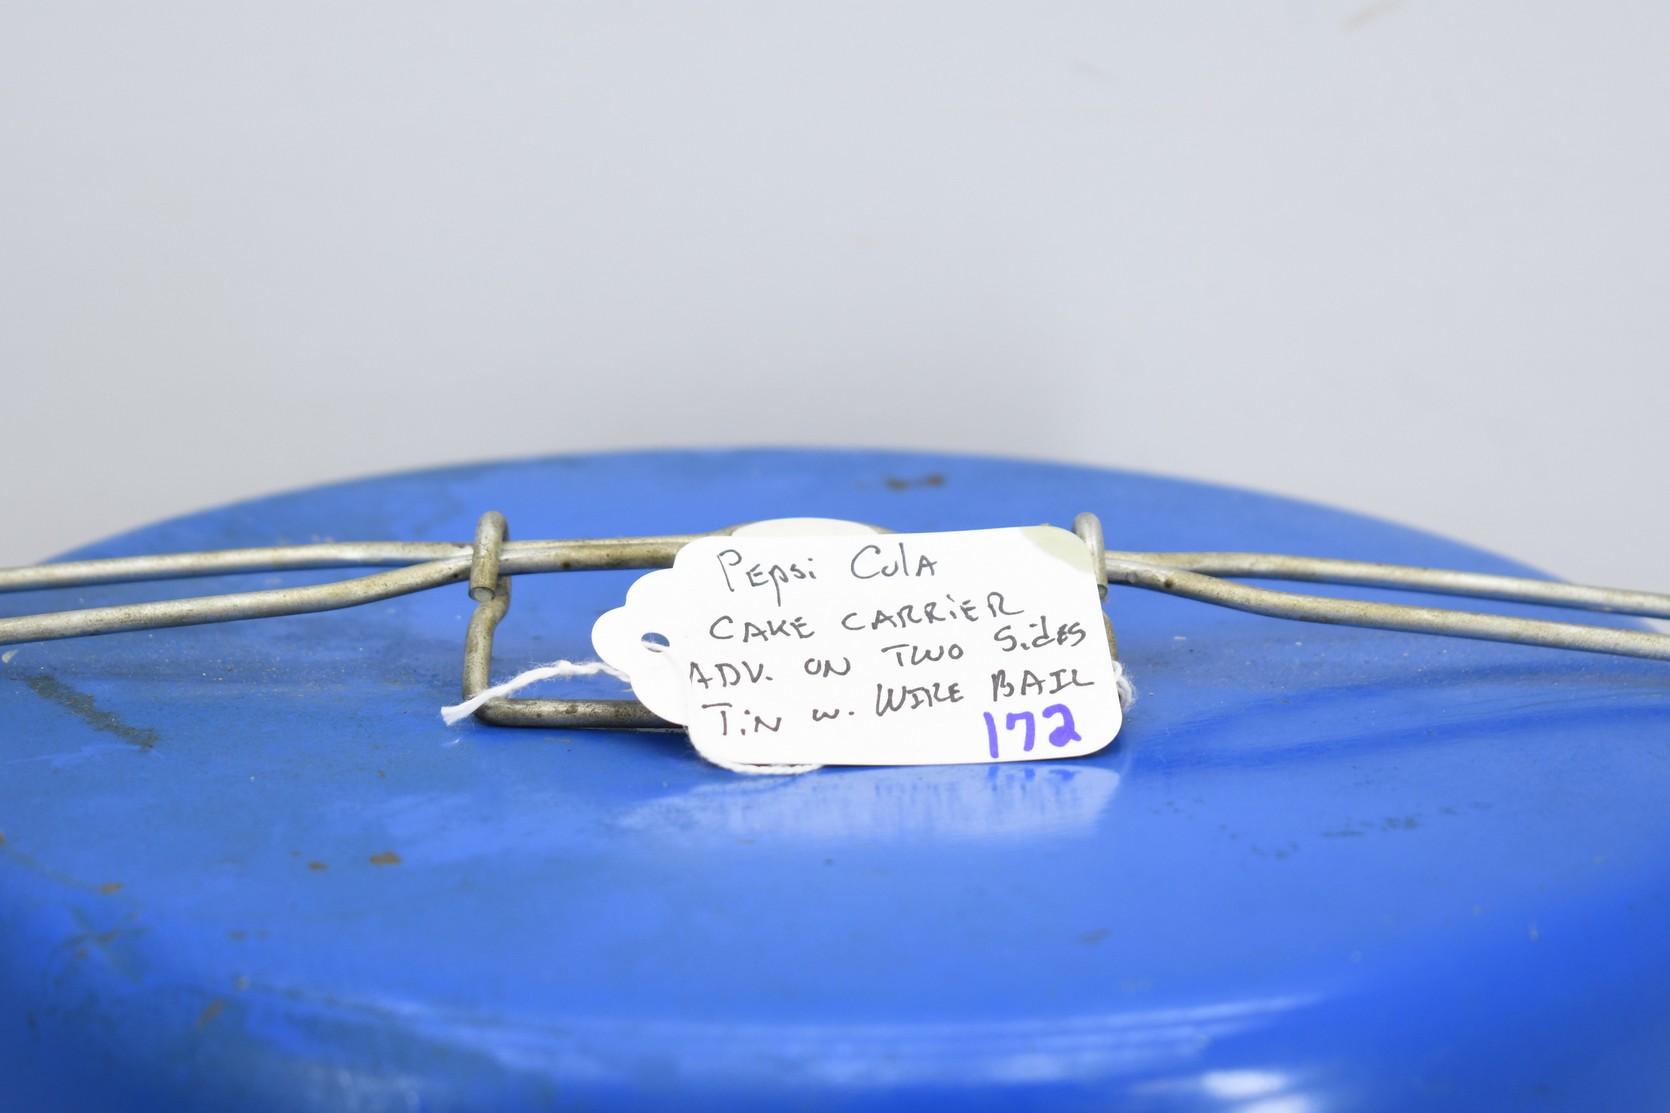 Pepsi Cola
CAKE CARRiER
ADV. ON TWO Sides
TiN w. WIRE BAIL
172